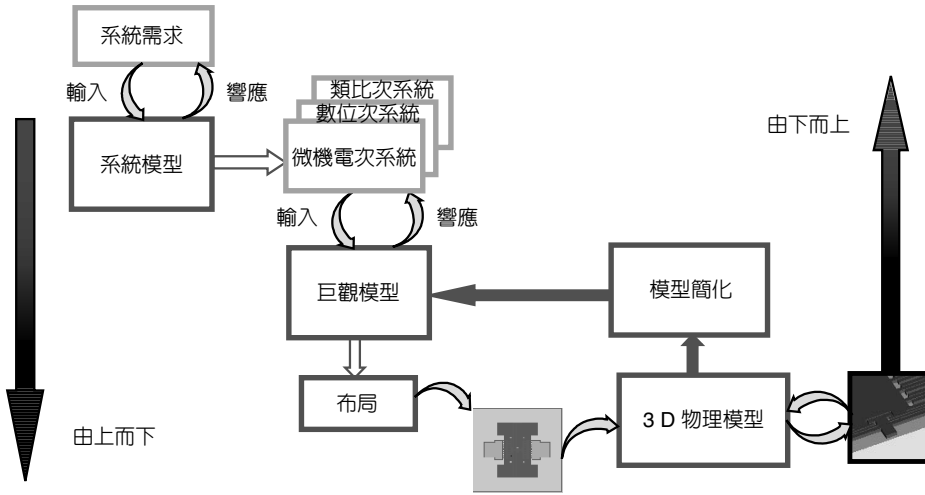 系統需求
輸入
響應
系統模型
類比次系統
數位次系統
微機電次系統
由下而上
輸入
響應
巨觀模型
模型簡化
布局
3 D 物理模型
由上而下